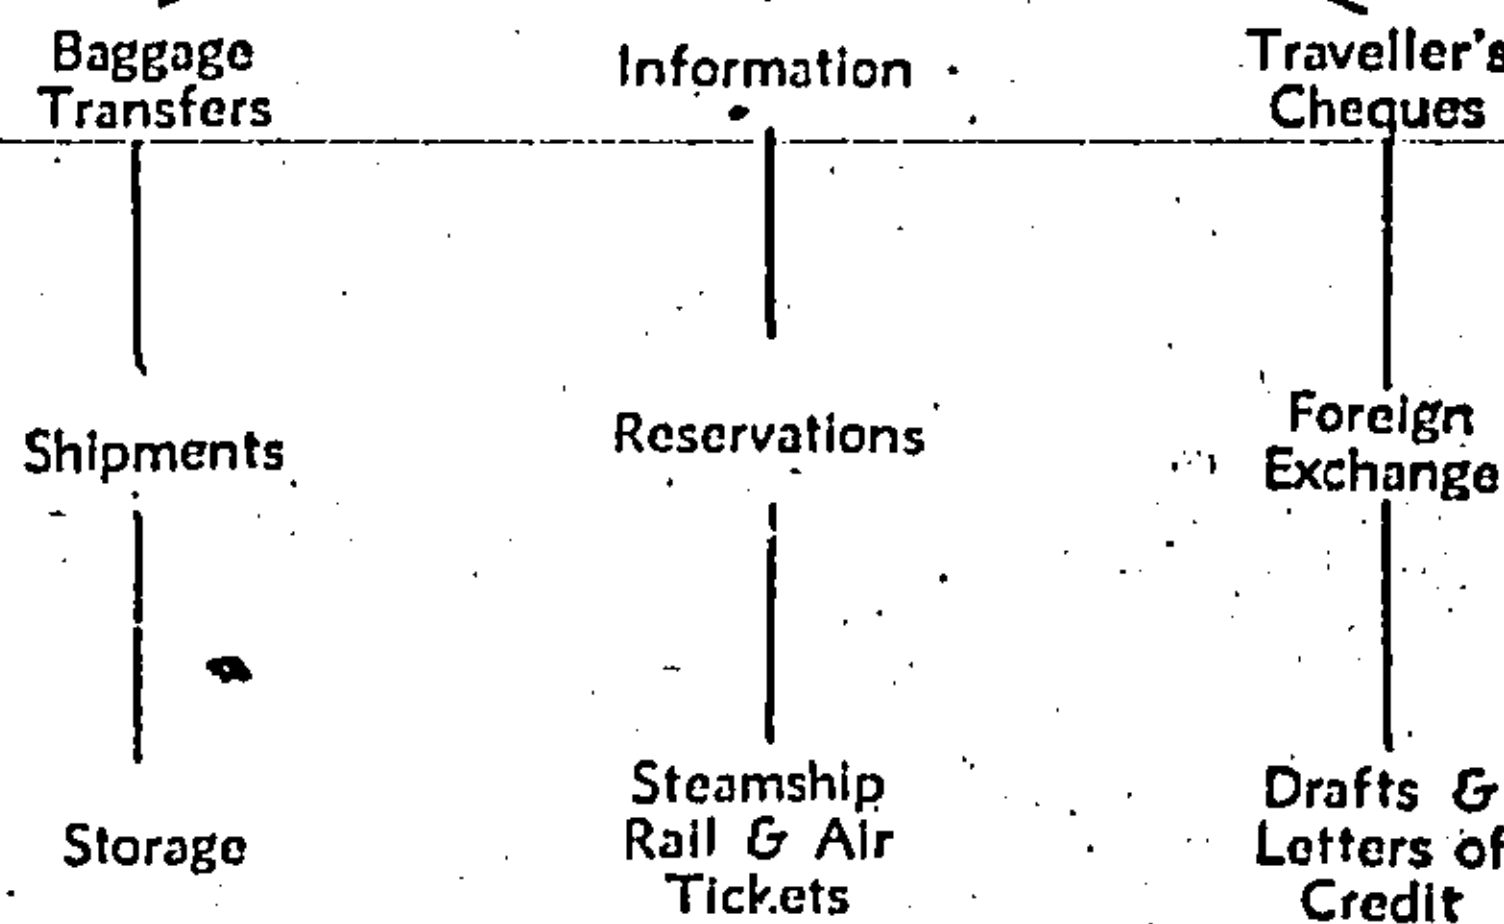 Baggage
Transfers
Information
Traveller's
Cheques
Shipments
Reservations
Foreign
Exchange
Storage
Steamship
Rail & Air
Tickets
Drafts &
Letters of
Credit